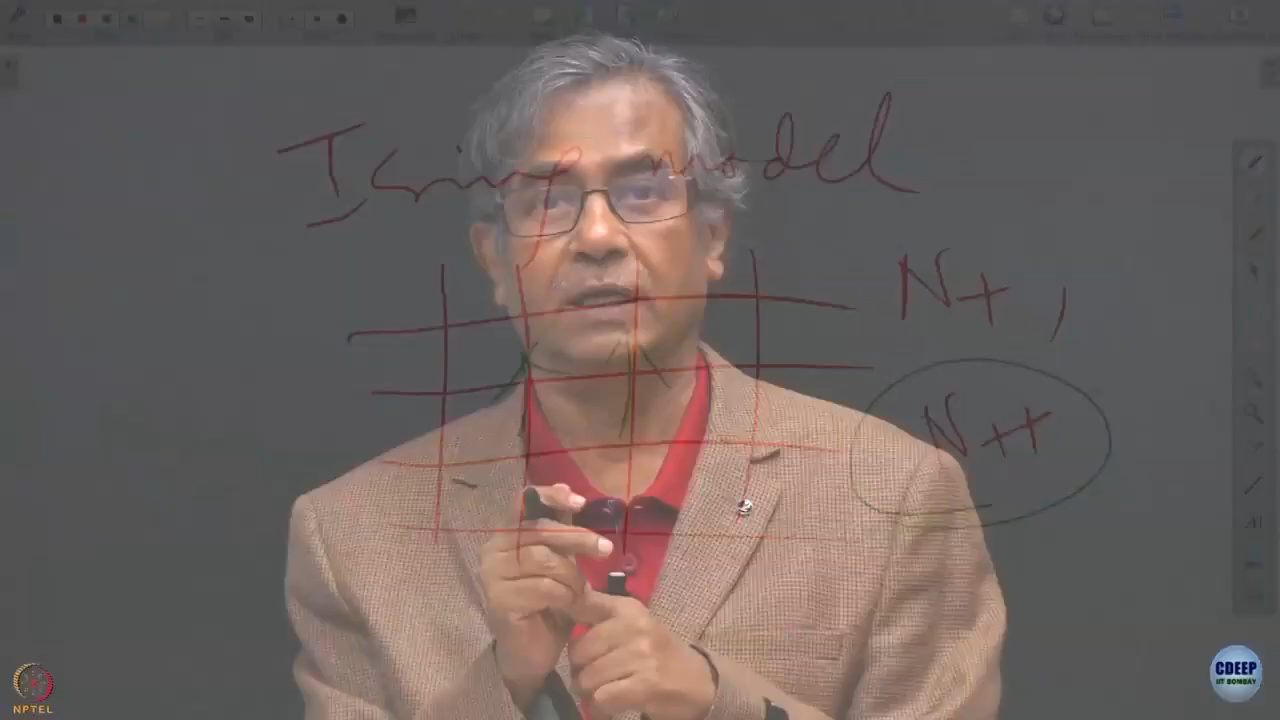 Ising model
N+ ,
N++
NPTEL
CDEEP
IIT BOMBAY